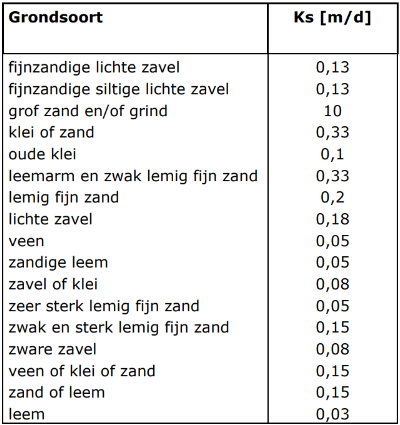 Grondsoort Ks [m/d]
fijnzandige lichte zavel 0,13
fijnzandige siltige lichte zavel 0,13
grof zand en/of grind 10
klei of zand 0,33
oude klei 0,1
leemarm en zwak lemig fijn zand 0,33
lemig fijn zand 0,2
lichte zavel 0,18
veen 0,05
zandige leem 0,05
zavel of klei 0,08
zeer sterk lemig fijn zand 0,05
zwak en sterk lemig fijn zand 0,15
zware zavel 0,08
veen of klei of zand 0,15
zand of leem 0,15
leem 0,03